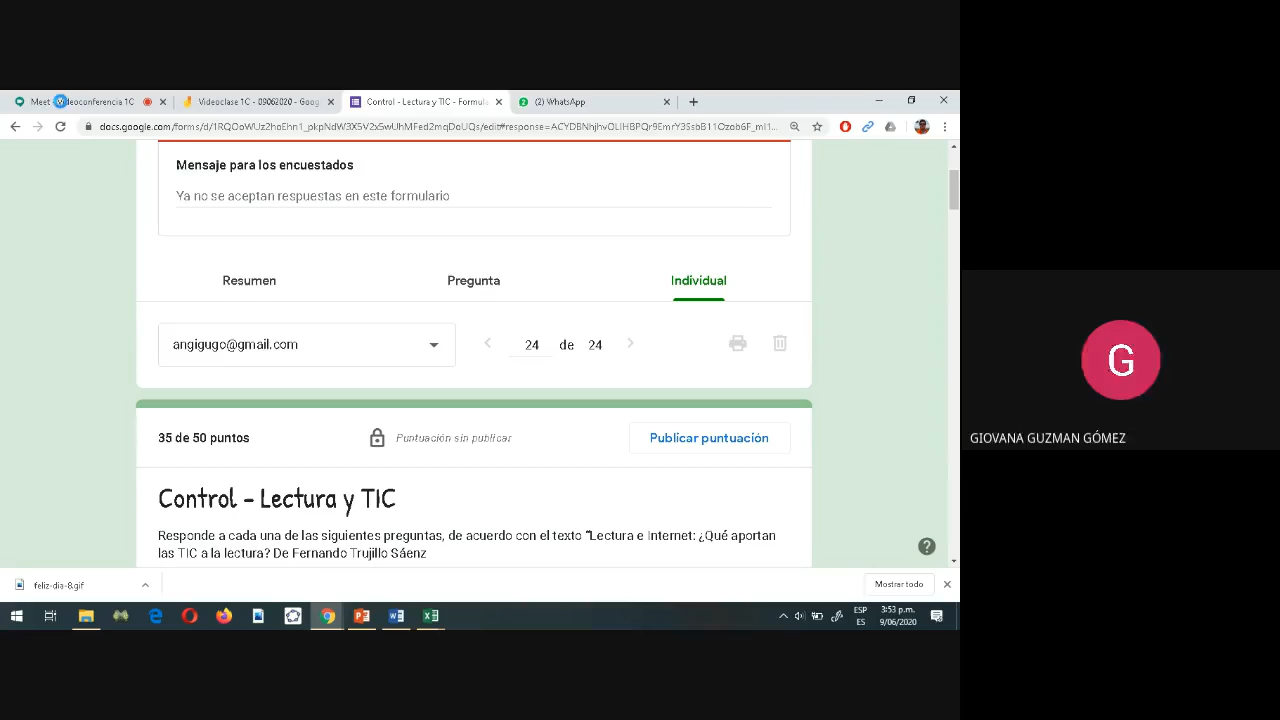 Meet - Videoconferencia 1C
Videoclase 1C - 09062020 - Goog
Control - Lectura y TIC - Formula
(2) WhatsApp
Mensaje para los encuestados
Ya no se aceptan respuestas en este formulario
Resumen
Pregunta
Individual
angigugo@gmail.com
24 de 24
35 de 50 puntos
Puntuación sin publicar
Publicar puntuación
Control - Lectura y TIC
Responde a cada una de las siguientes preguntas, de acuerdo con el texto "Lectura e Internet: ¿Qué aportan
las TIC a la lectura? De Fernando Trujillo Sáenz
G
GIOVANA GUZMAN GÓMEZ
feliz-dia-8.gif
Mostrar todo
ESP
ES
3:53 p.m.
9/06/2020